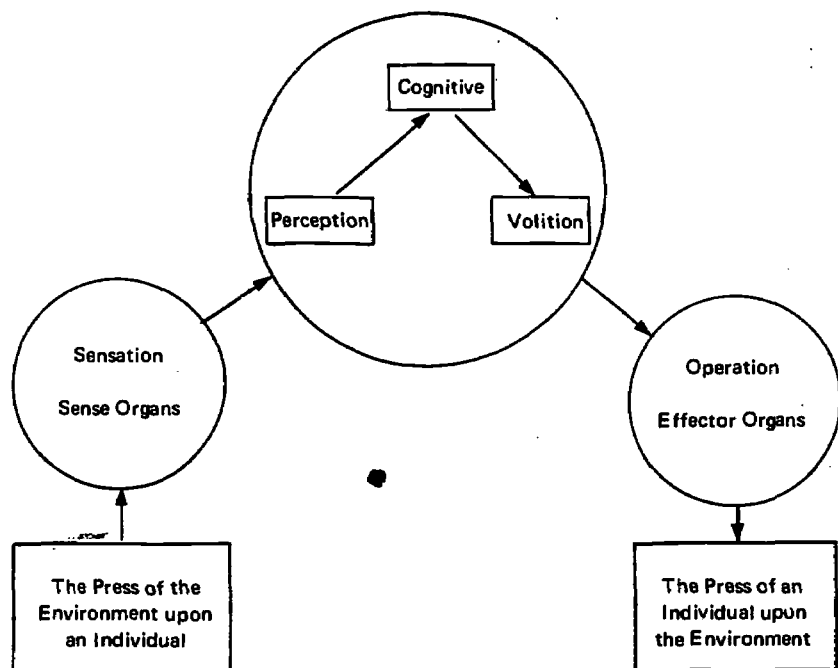 Cognitive
Perception
Volition
Sensation
Sense Organs
Operation
Effector Organs
The Press of the
Environment upon
an Individual
The Press of an
Individual upon
the Environment